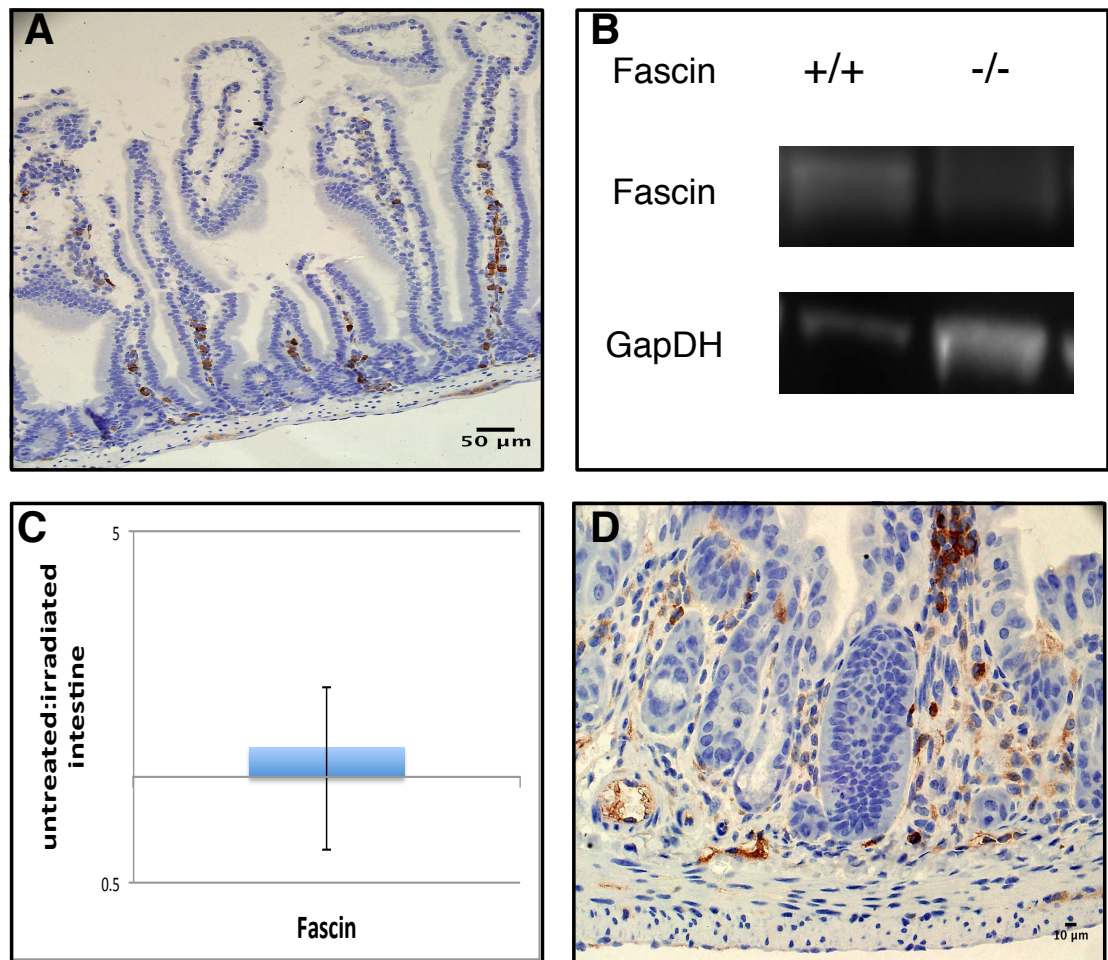 A
50 µm
B
Fascin +/+ -/-
Fascin
GapDH
C
5
untreated:irradiated
intestine
0.5
Fascin
D
10 µm